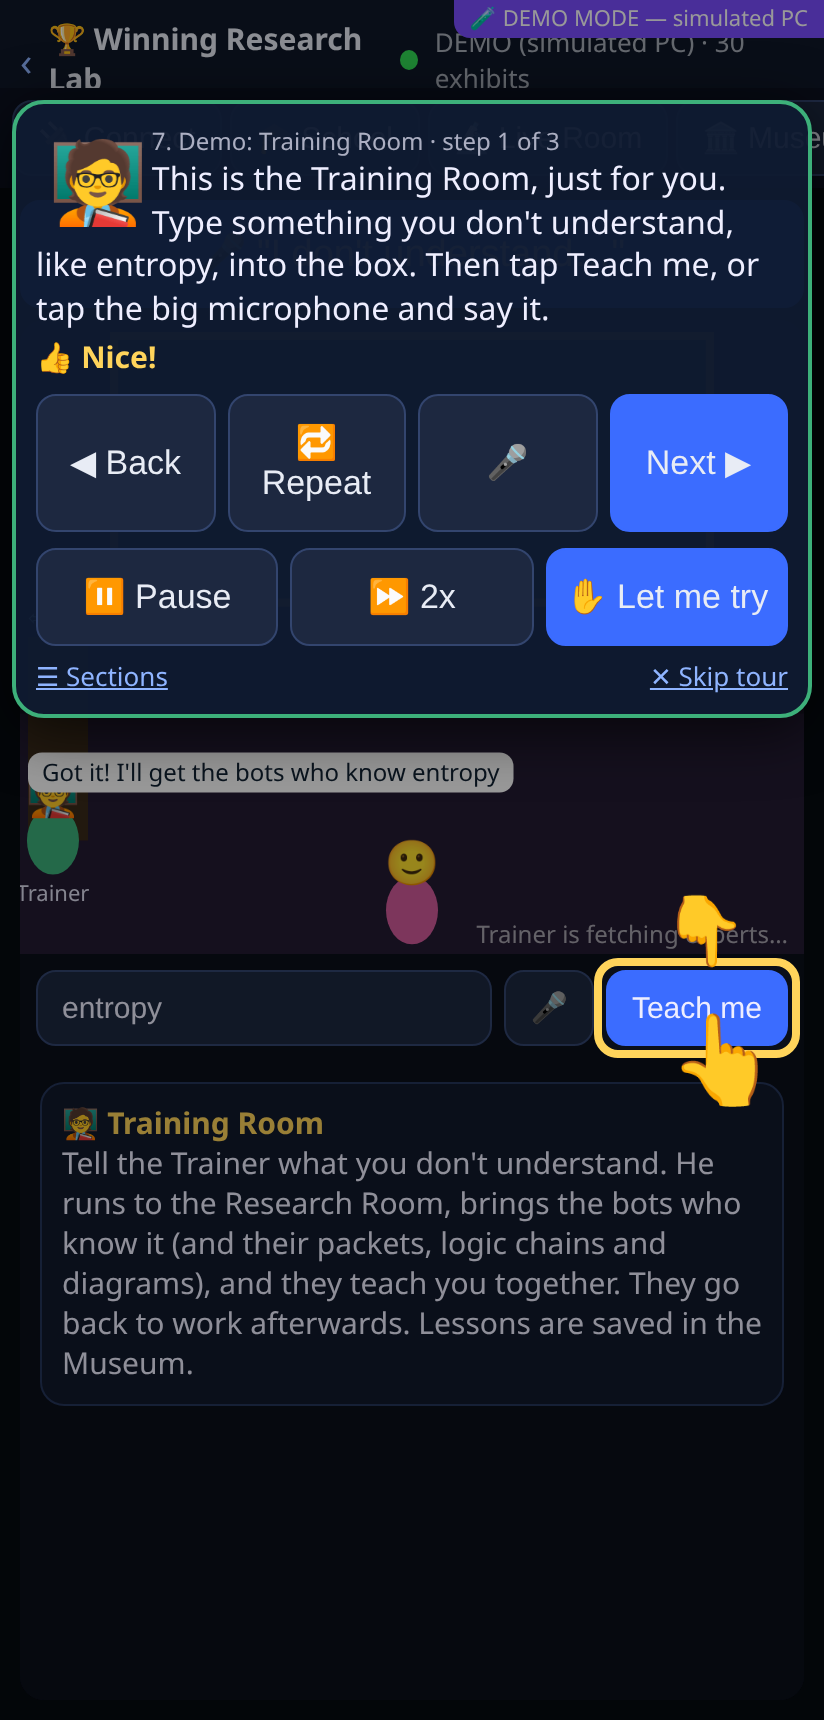 🧪 DEMO MODE — simulated PC
‹
🏆 Winning Research
Lab
DEMO (simulated PC) · 30
exhibits
7. Demo: Training Room · step 1 of 3
This is the Training Room, just for you.
Type something you don't understand,
like entropy, into the box. Then tap Teach me, or
tap the big microphone and say it.
👍 Nice!
◀ Back
🔁 Repeat
🎤
Next ▶
⏸ Pause
⏩ 2x
✋ Let me try
☰ Sections
✕ Skip tour
Got it! I'll get the bots who know entropy
Trainer
Trainer is fetching experts...
entropy
🎤
Teach me
🧑‍🏫 Training Room
Tell the Trainer what you don't understand. He
runs to the Research Room, brings the bots who
know it (and their packets, logic chains and
diagrams), and they teach you together. They go
back to work afterwards. Lessons are saved in the
Museum.